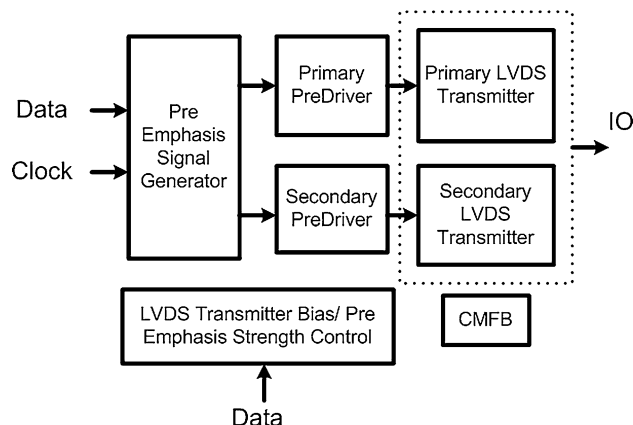 Data
Clock
Pre
Emphasis
Signal
Generator
Primary
PreDriver
Primary LVDS
Transmitter
IO
Secondary
PreDriver
Secondary
LVDS
Transmitter
LVDS Transmitter Bias/ Pre
Emphasis Strength Control
CMFB
Data